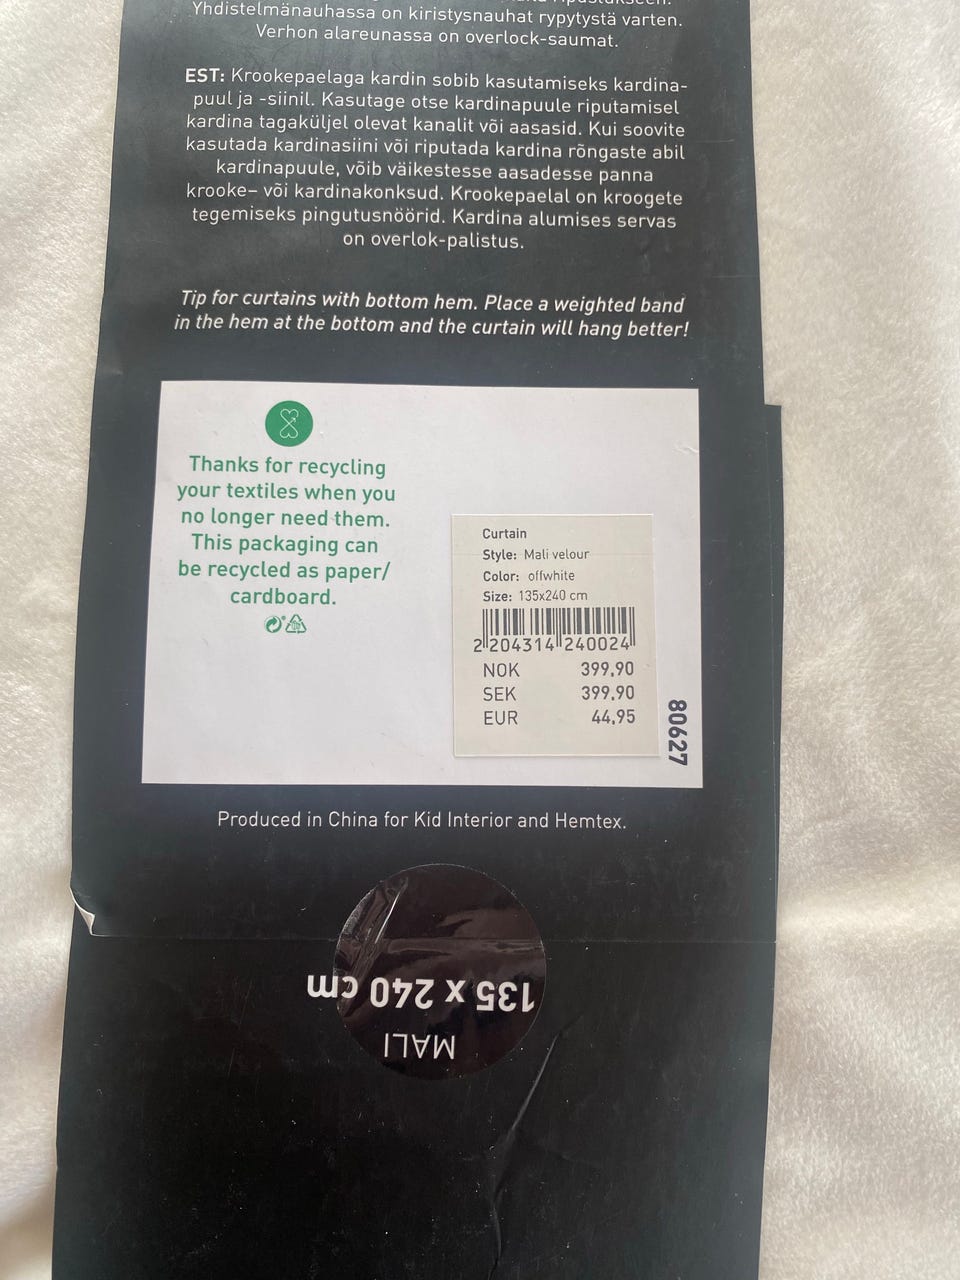 Yhdistelmänauhassa on kiristysnauhat rypytystä varten.
Verhon alareunassa on overlock-saumat.
EST: Krookepaelaga kardin sobib kasutamiseks kardina-
puul ja -siinil. Kasutage otse kardinapuule riputamisel
kardina tagaküljel olevat kanalit või aasasid. Kui soovite
kasutada kardinasiini või riputada kardina rõngaste abil
kardinapuule, võib väikestesse aasadesse panna
krooke– või kardinakonksud. Krookepaelal on kroogete
tegemiseks pingutusnöörid. Kardina alumises servas
on overlok-palistus.
Tip for curtains with bottom hem. Place a weighted band
in the hem at the bottom and the curtain will hang better!
Thanks for recycling
your textiles when you
no longer need them.
This packaging can
be recycled as paper/
cardboard.
Curtain
Style: Mali velour
Color: offwhite
Size: 135x240 cm
2 204314 240024
NOK 399,90
SEK 399,90
EUR 44,95
80627
Produced in China for Kid Interior and Hemtex.
MALI
135 x 240 cm